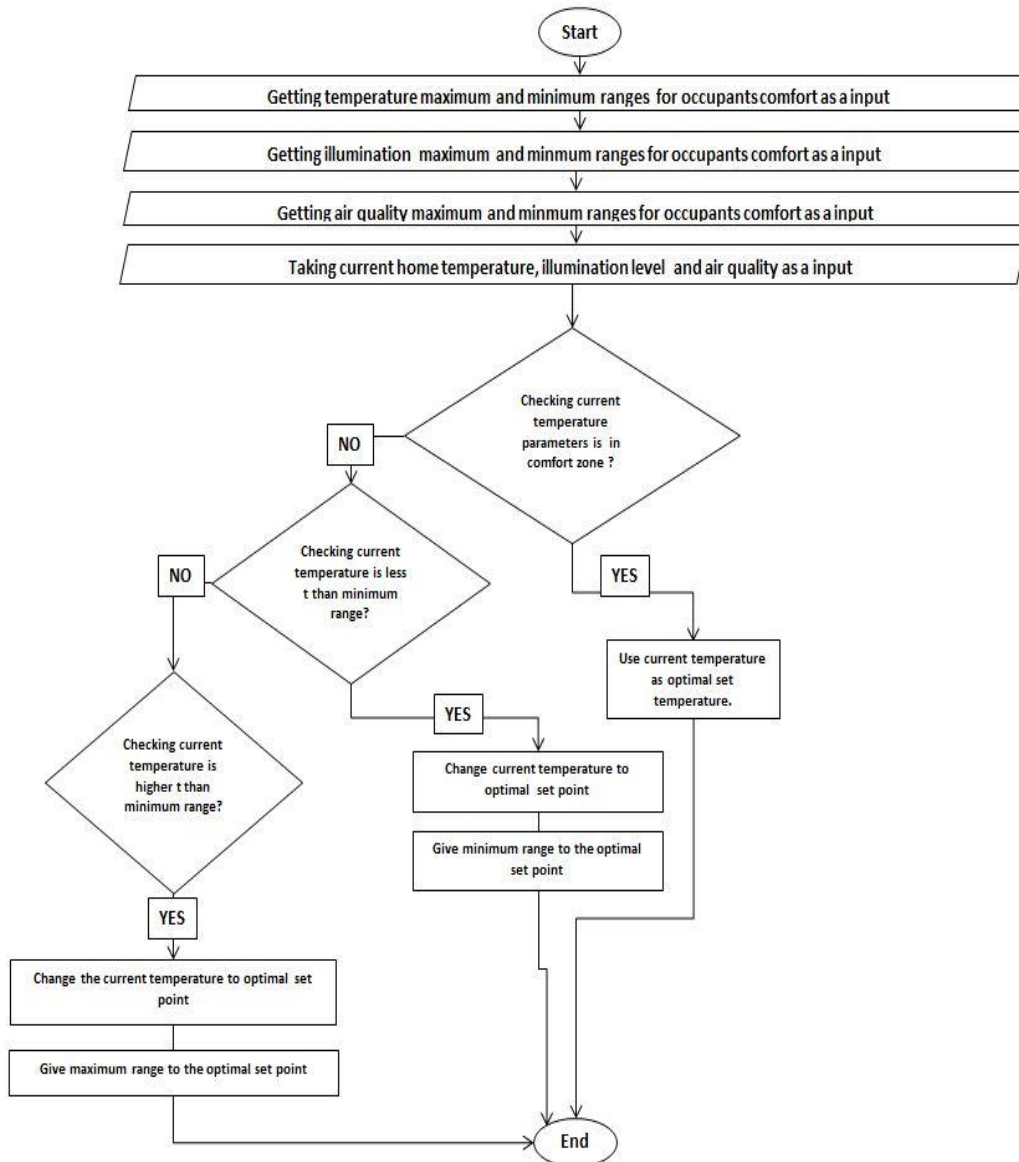 Start
Getting temperature maximum and minimum ranges for occupants comfort as a input
Getting illumination maximum and minmum ranges for occupants comfort as a input
Getting air quality maximum and minmum ranges for occupants comfort as a input
Taking current home temperature, illumination level and air quality as a input
Checking current
temperature
parameters is in
comfort zone ?
NO
YES
Checking current
temperature is less
t than minimum
range?
NO
YES
Use current temperature
as optimal set
temperature.
Checking current
temperature is
higher t than
minimum range?
Change current temperature to
optimal set point
Give minimum range to the optimal
set point
YES
Change the current temperature to optimal set
point
Give maximum range to the optimal set point
End